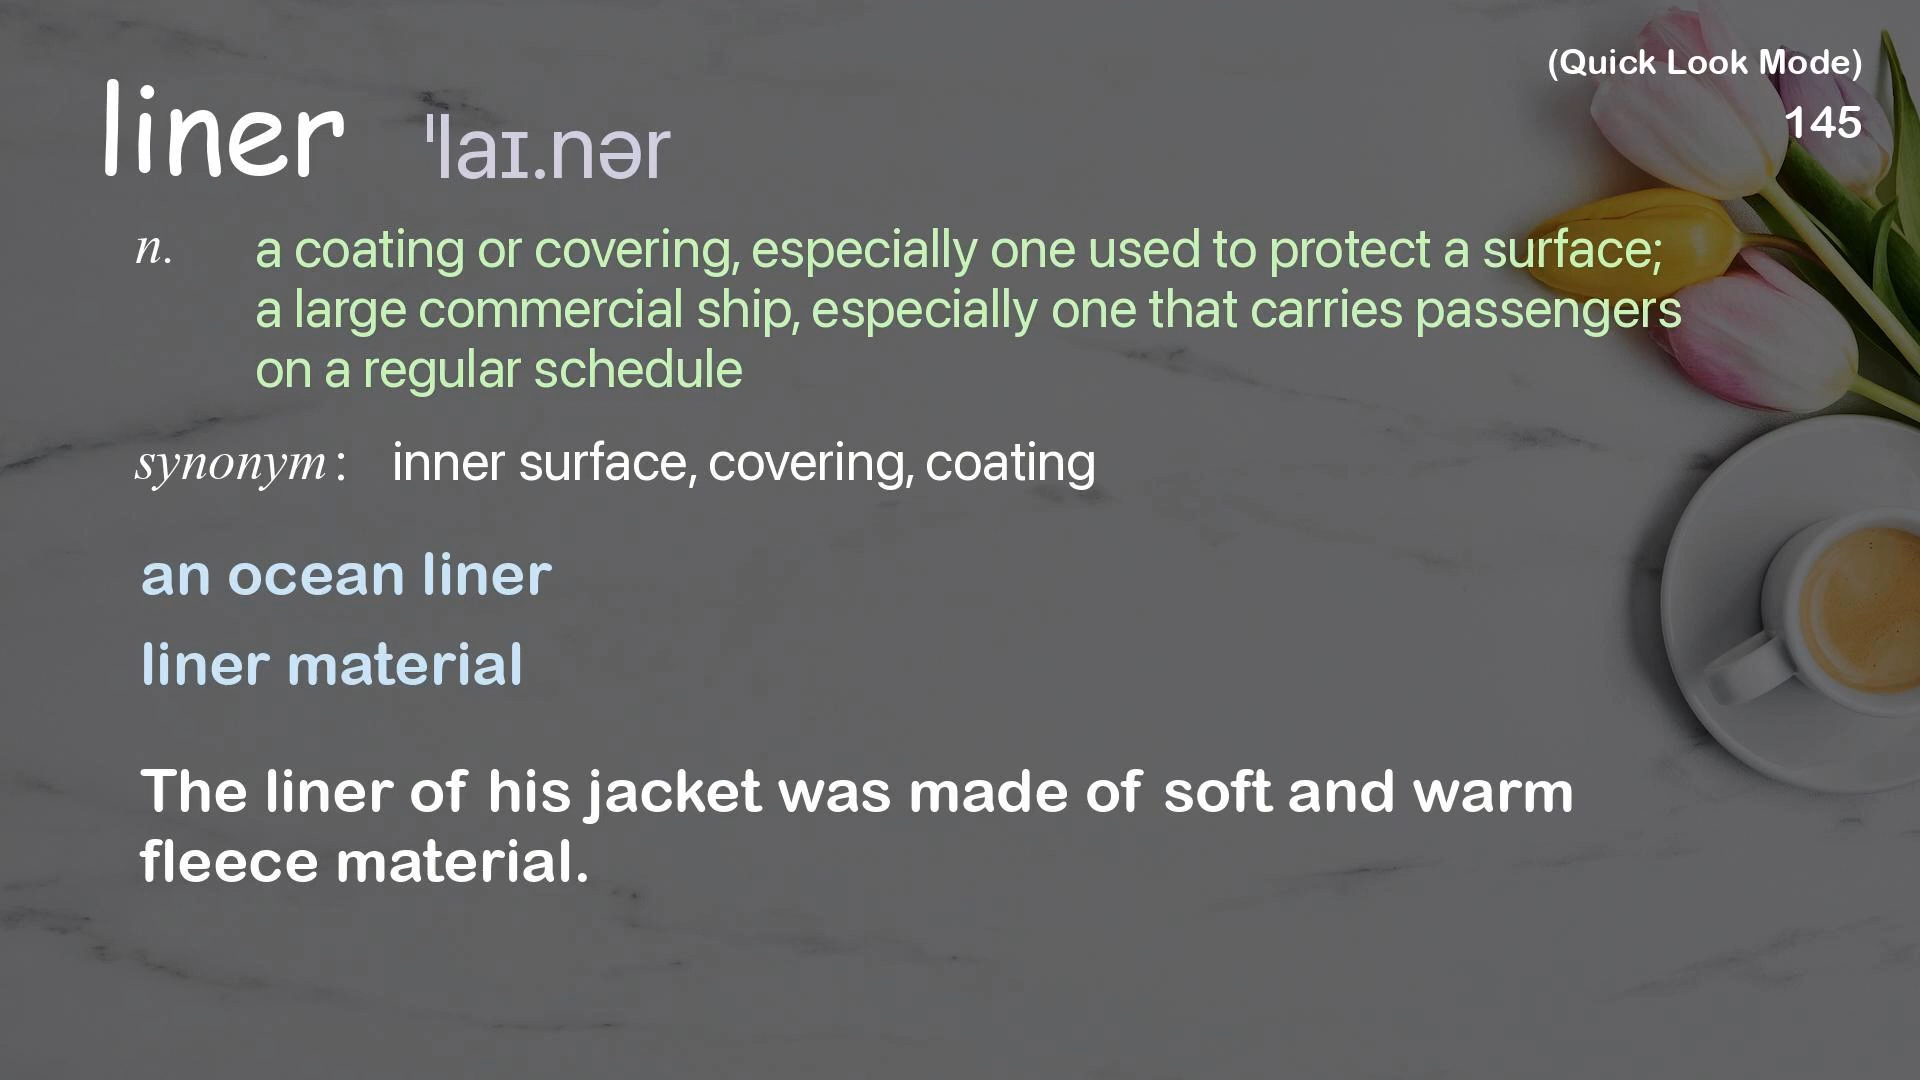 (Quick Look Mode)
145
liner ˈlaɪ.nər
n. a coating or covering, especially one used to protect a surface;
a large commercial ship, especially one that carries passengers
on a regular schedule
synonym: inner surface, covering, coating
an ocean liner
liner material
The liner of his jacket was made of soft and warm
fleece material.